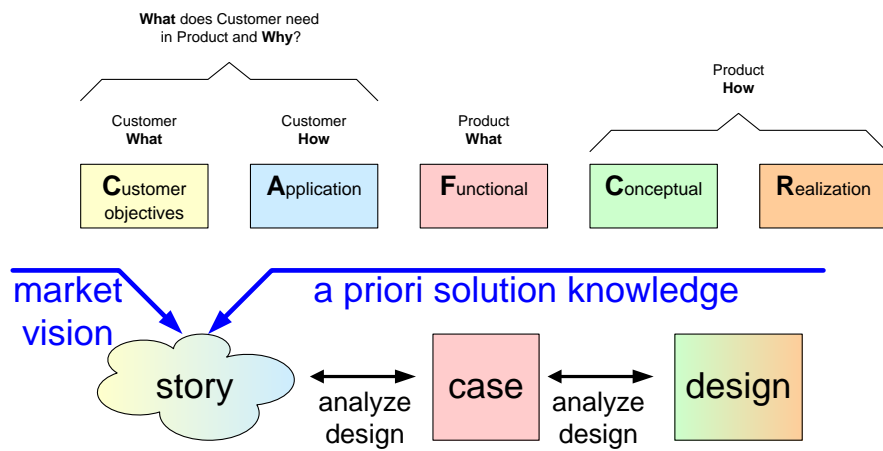 What does Customer need
in Product and Why?
Product
How
Customer
What
Customer
How
Product
What
Customer
objectives
Application
Functional
Conceptual
Realization
market
vision
a priori solution knowledge
story
analyze
design
case
analyze
design
design